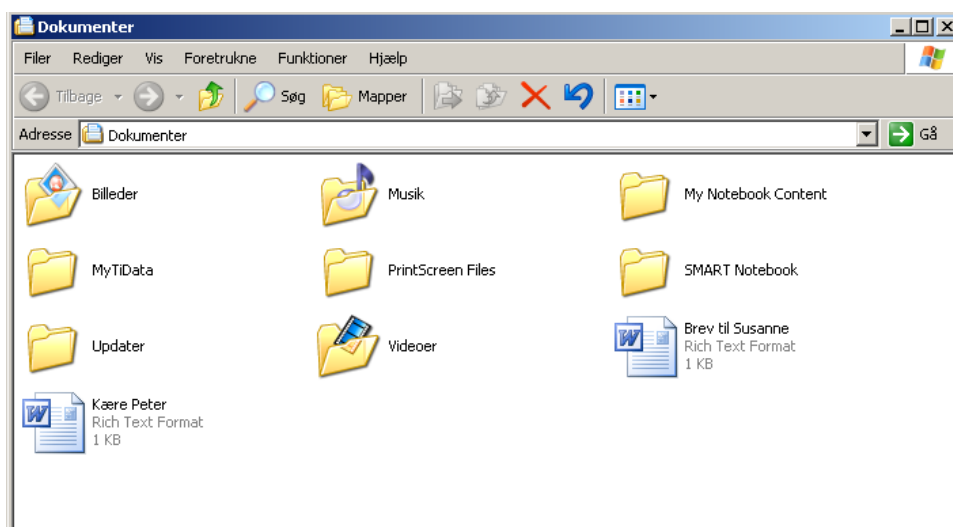 Dokumenter
Filer Rediger Vis Foretrukne Funktioner Hjælp
Tilbage Søg Mapper
Adresse Dokumenter Gå
Billeder Musik My Notebook Content
MyTiData PrintScreen Files SMART Notebook
Updater Videoer Brev til Susanne
Rich Text Format
1 KB
Kære Peter
Rich Text Format
1 KB